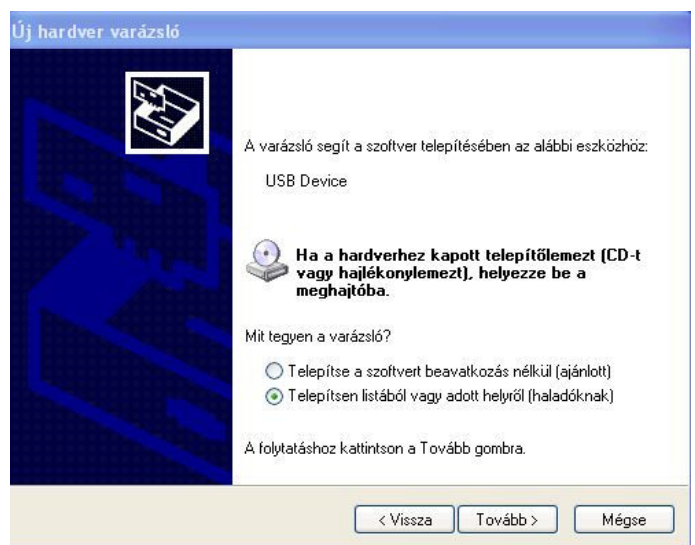 Új hardver varázsló
A varázsló segít a szoftver telepítésében az alábbi eszközhöz:
USB Device
Ha a hardverhez kapott telepítőlemezt (CD-t
vagy hajlékonylemezt), helyezze be a
meghajtóba.
Mit tegyen a varázsló?
Telepítse a szoftvert beavatkozás nélkül (ajánlott)
Telepítsen listából vagy adott helyről (haladóknak)
A folytatáshoz kattintson a Tovább gombra.
< Vissza Tovább > Mégse